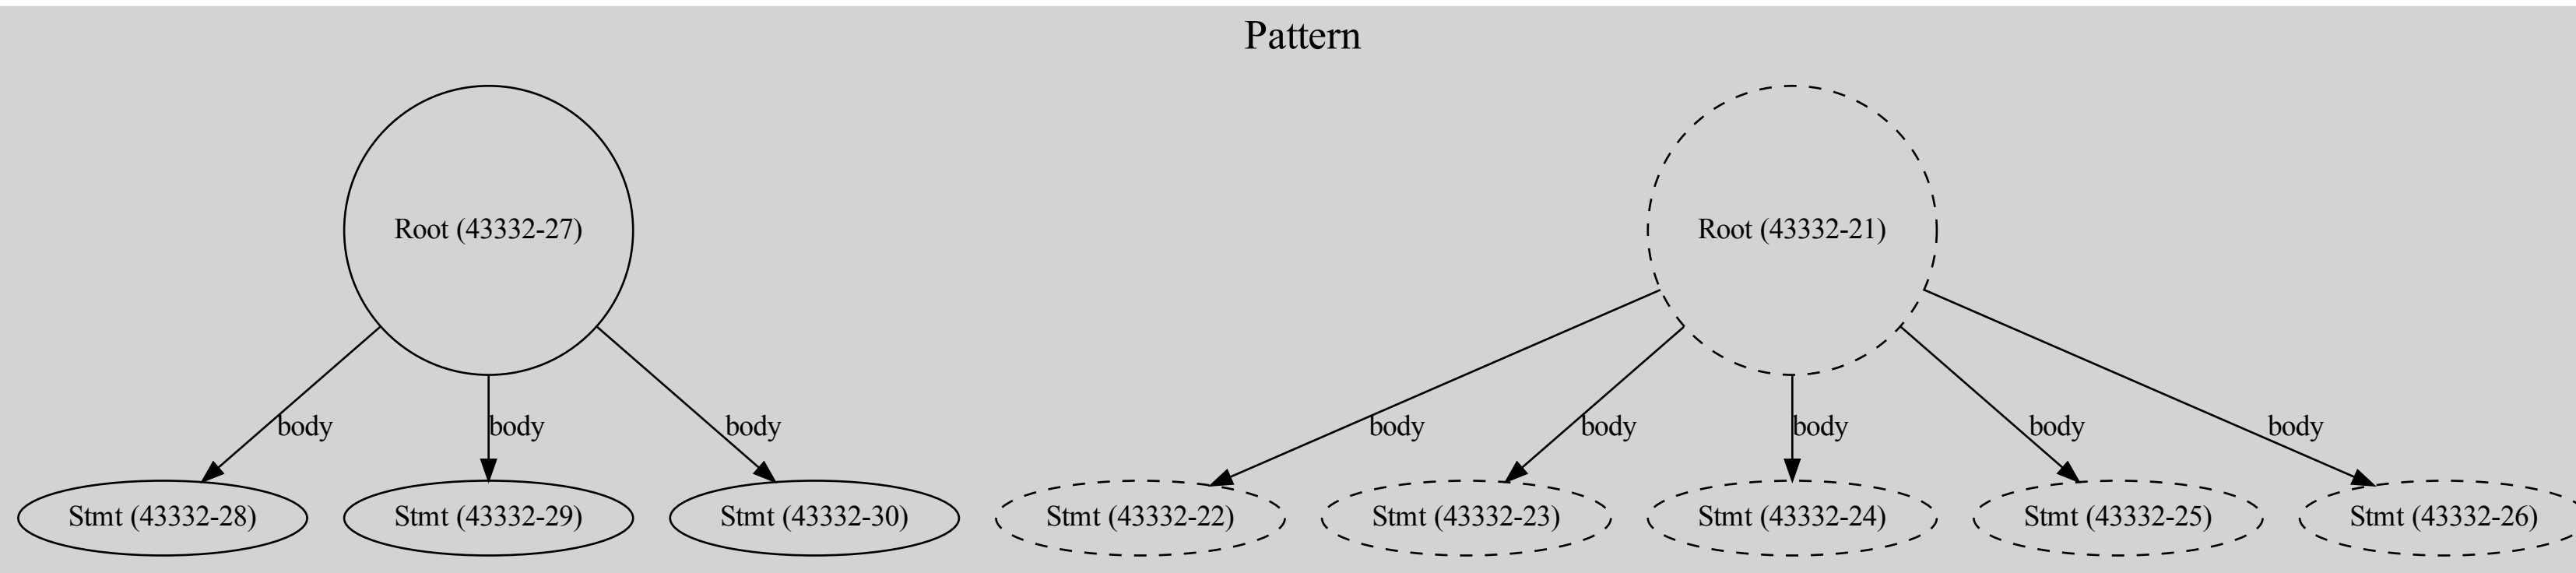 Pattern
Root (43332-27)
Root (43332-21)
body
body
body
body
body
body
body
body
Stmt (43332-28)
Stmt (43332-29)
Stmt (43332-30)
Stmt (43332-22)
Stmt (43332-23)
Stmt (43332-24)
Stmt (43332-25)
Stmt (43332-26)